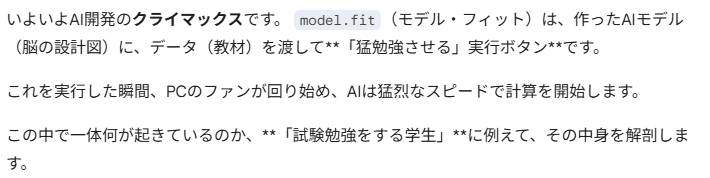 いよいよAI開発のクライマックスです。 model.fit（モデル・フィット）は、作ったAIモデル
（脳の設計図）に、データ（教材）を渡して**「猛勉強させる」実行ボタン**です。
これを実行した瞬間、PCのファンが回り始め、AIは猛烈なスピードで計算を開始します。
この中で一体何が起きているのか、**「試験勉強をする学生」**に例えて、その中身を解剖しま
す。